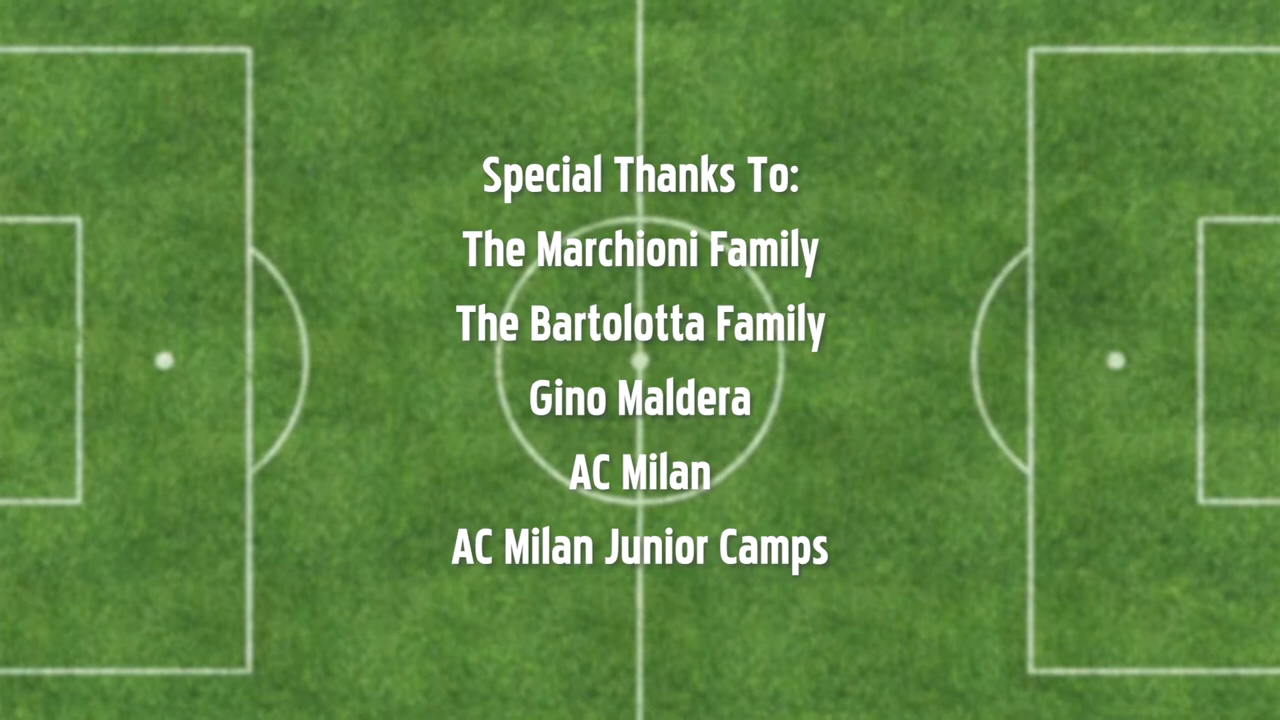 Special Thanks To:
The Marchioni Family
The Bartolotta Family
Gino Maldera
AC Milan
AC Milan Junior Camps